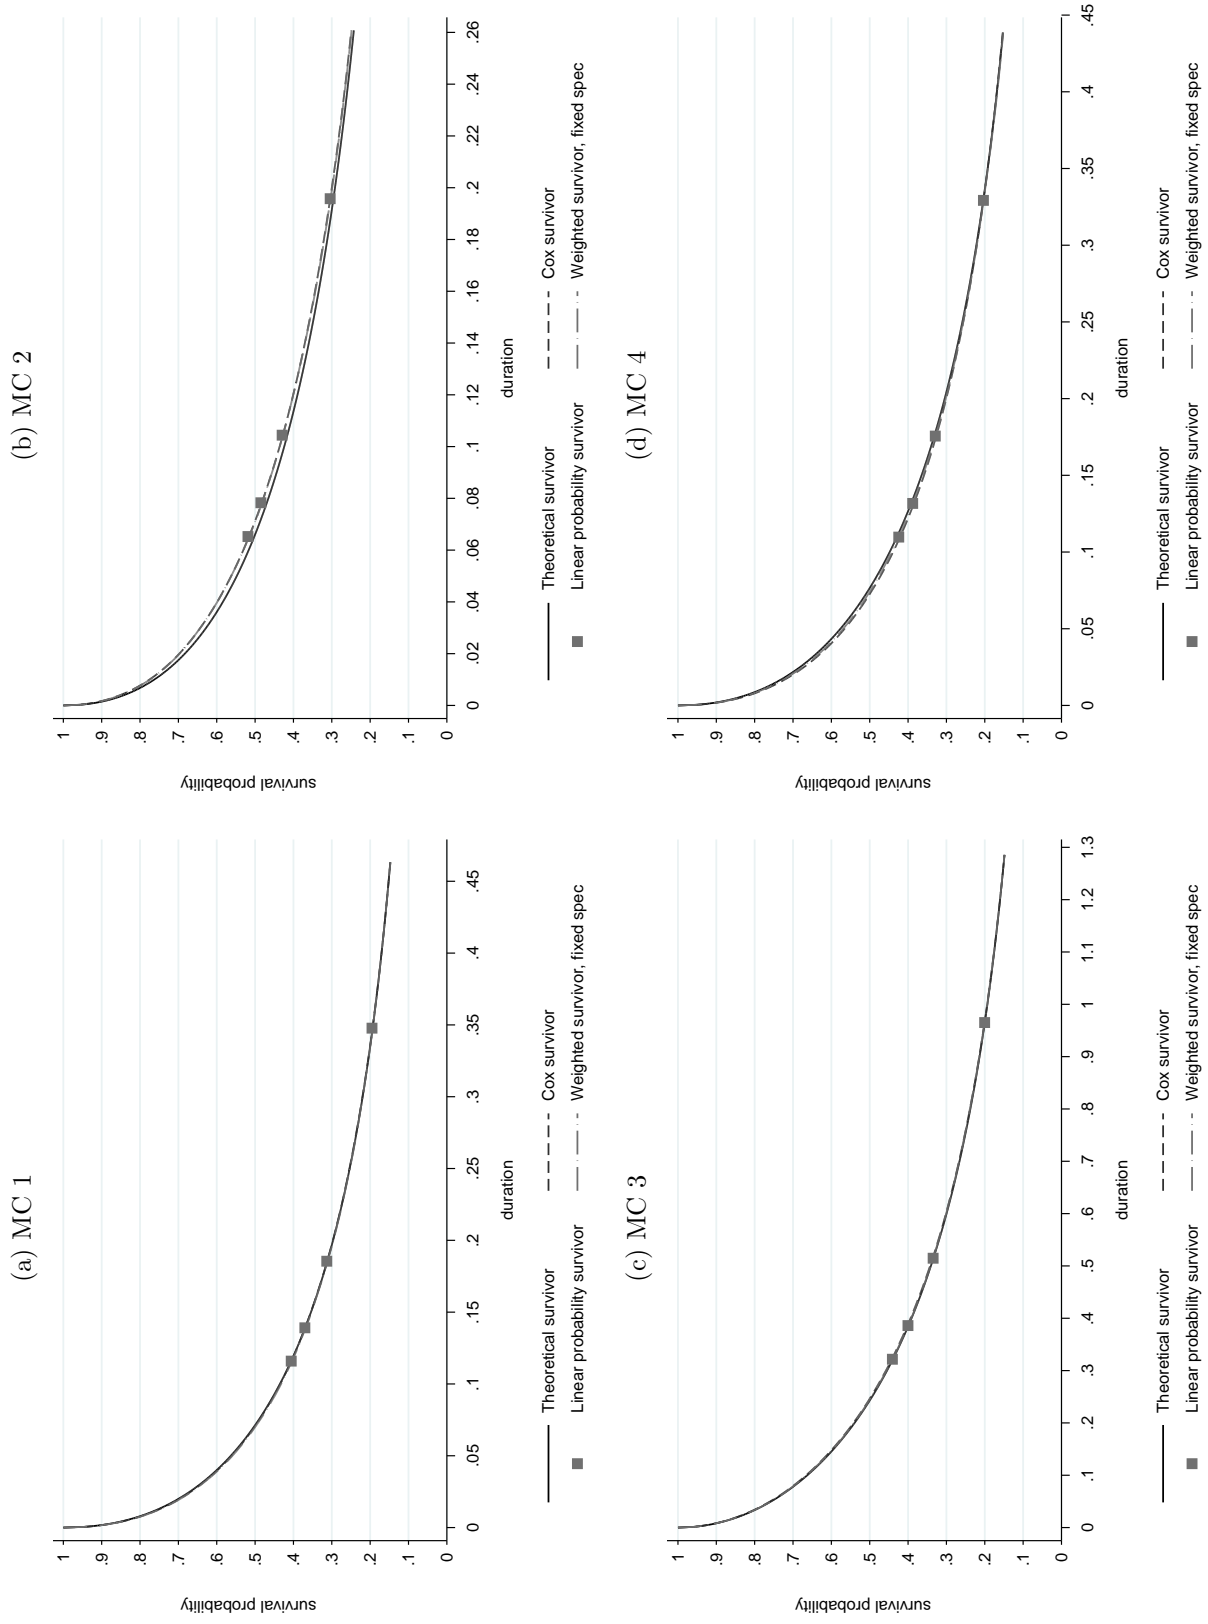 (a) MC 1
survival probability
1
.9
.8
.7
.6
.5
.4
.3
.2
.1
0
0 .05 .1 .15 .2 .25 .3 .35 .4 .45
duration
Theoretical survivor Cox survivor
Linear probability survivor Weighted survivor, fixed spec
(b) MC 2
survival probability
1
.9
.8
.7
.6
.5
.4
.3
.2
.1
0
0 .02 .04 .06 .08 .1 .12 .14 .16 .18 .2 .22 .24 .26
duration
Theoretical survivor Cox survivor
Linear probability survivor Weighted survivor, fixed spec
(c) MC 3
survival probability
1
.9
.8
.7
.6
.5
.4
.3
.2
.1
0
0 .1 .2 .3 .4 .5 .6 .7 .8 .9 1 1.1 1.2 1.3
duration
Theoretical survivor Cox survivor
Linear probability survivor Weighted survivor, fixed spec
(d) MC 4
survival probability
1
.9
.8
.7
.6
.5
.4
.3
.2
.1
0
0 .05 .1 .15 .2 .25 .3 .35 .4 .45
duration
Theoretical survivor Cox survivor
Linear probability survivor Weighted survivor, fixed spec